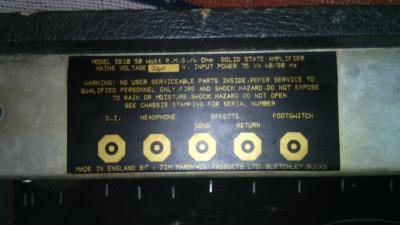 MODEL 5210 50 Watt R.M.S./4 Ohm SOLID STATE AMPLIFIER
MAINS VOLTAGE V. INPUT POWER 75 VA 40/60 Hz
WARNING! NO USER SERVICEABLE PARTS INSIDE.REFER SERVICE TO
QUALIFIED PERSONNEL ONLY.FIRE AND SHOCK HAZARD.DO NOT EXPOSE
TO RAIN OR MOISTURE.SHOCK HAZARD.DO NOT OPEN
SEE CHASSIS STAMPING FOR SERIAL NUMBER
D.I. HEADPHONE EFFECTS FOOTSWITCH
SEND RETURN
MADE IN ENGLAND BY : JIM MARSHALL PRODUCTS LTD. BLETCHLEY, BUCKS